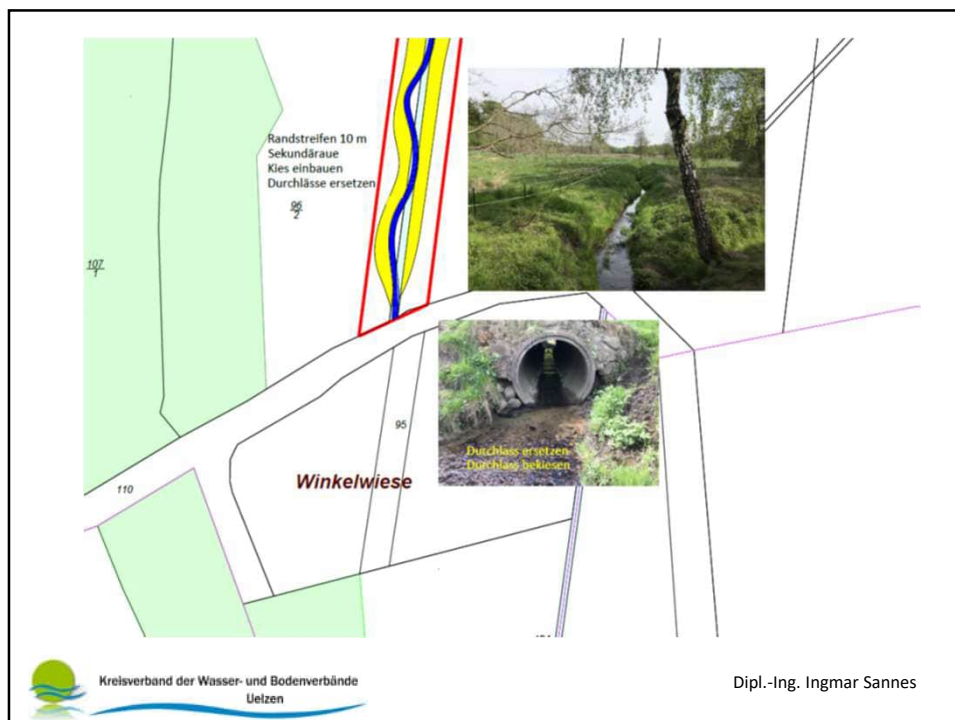 Randstreifen 10 m
Sekundäraue
Kies einbauen
Durchlässe ersetzen
96
2
107
1
Durchlass ersetzen
Durchlass bekiesen
95
Winkelwiese
110
Kreisverband der Wasser- und Bodenverbände
Uelzen
Dipl.-Ing. Ingmar Sannes